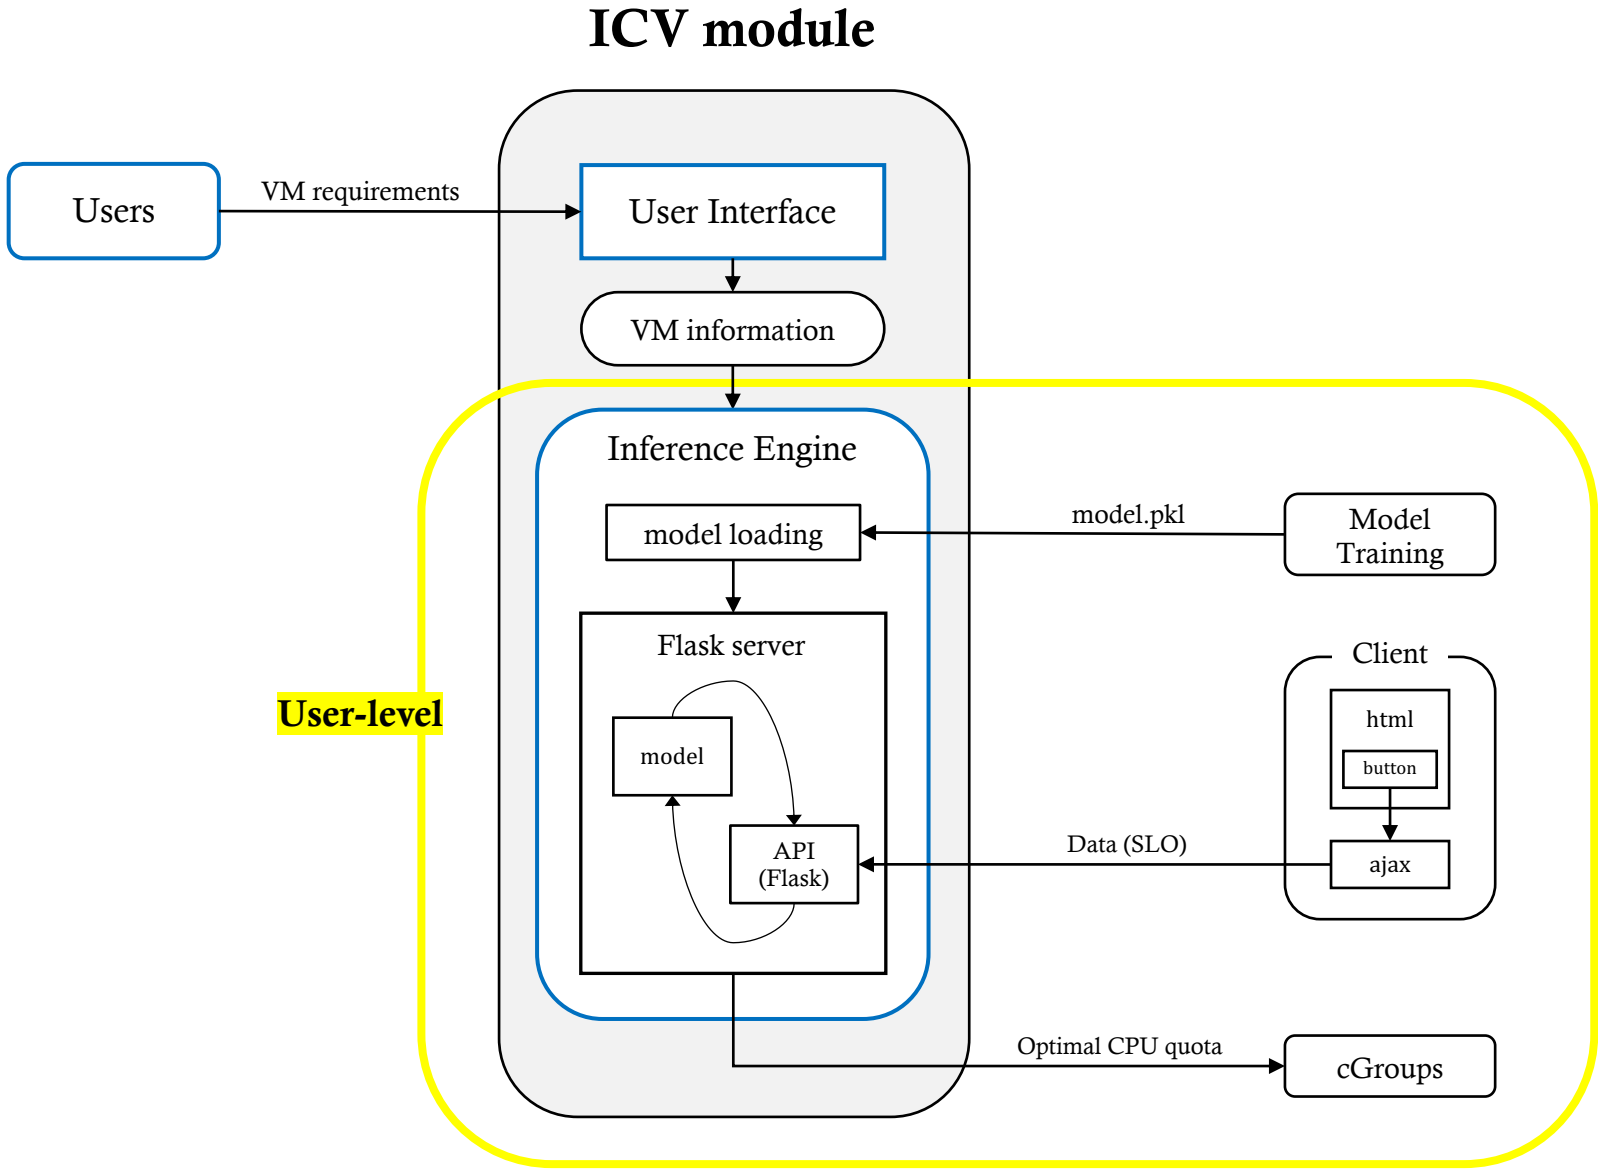 ICV module
Users
VM requirements
User Interface
VM information
Inference Engine
model loading
model.pkl
Model
Training
Flask server
model
API
(Flask)
User-level
Client
html
button
ajax
Data (SLO)
Optimal CPU quota
cGroups